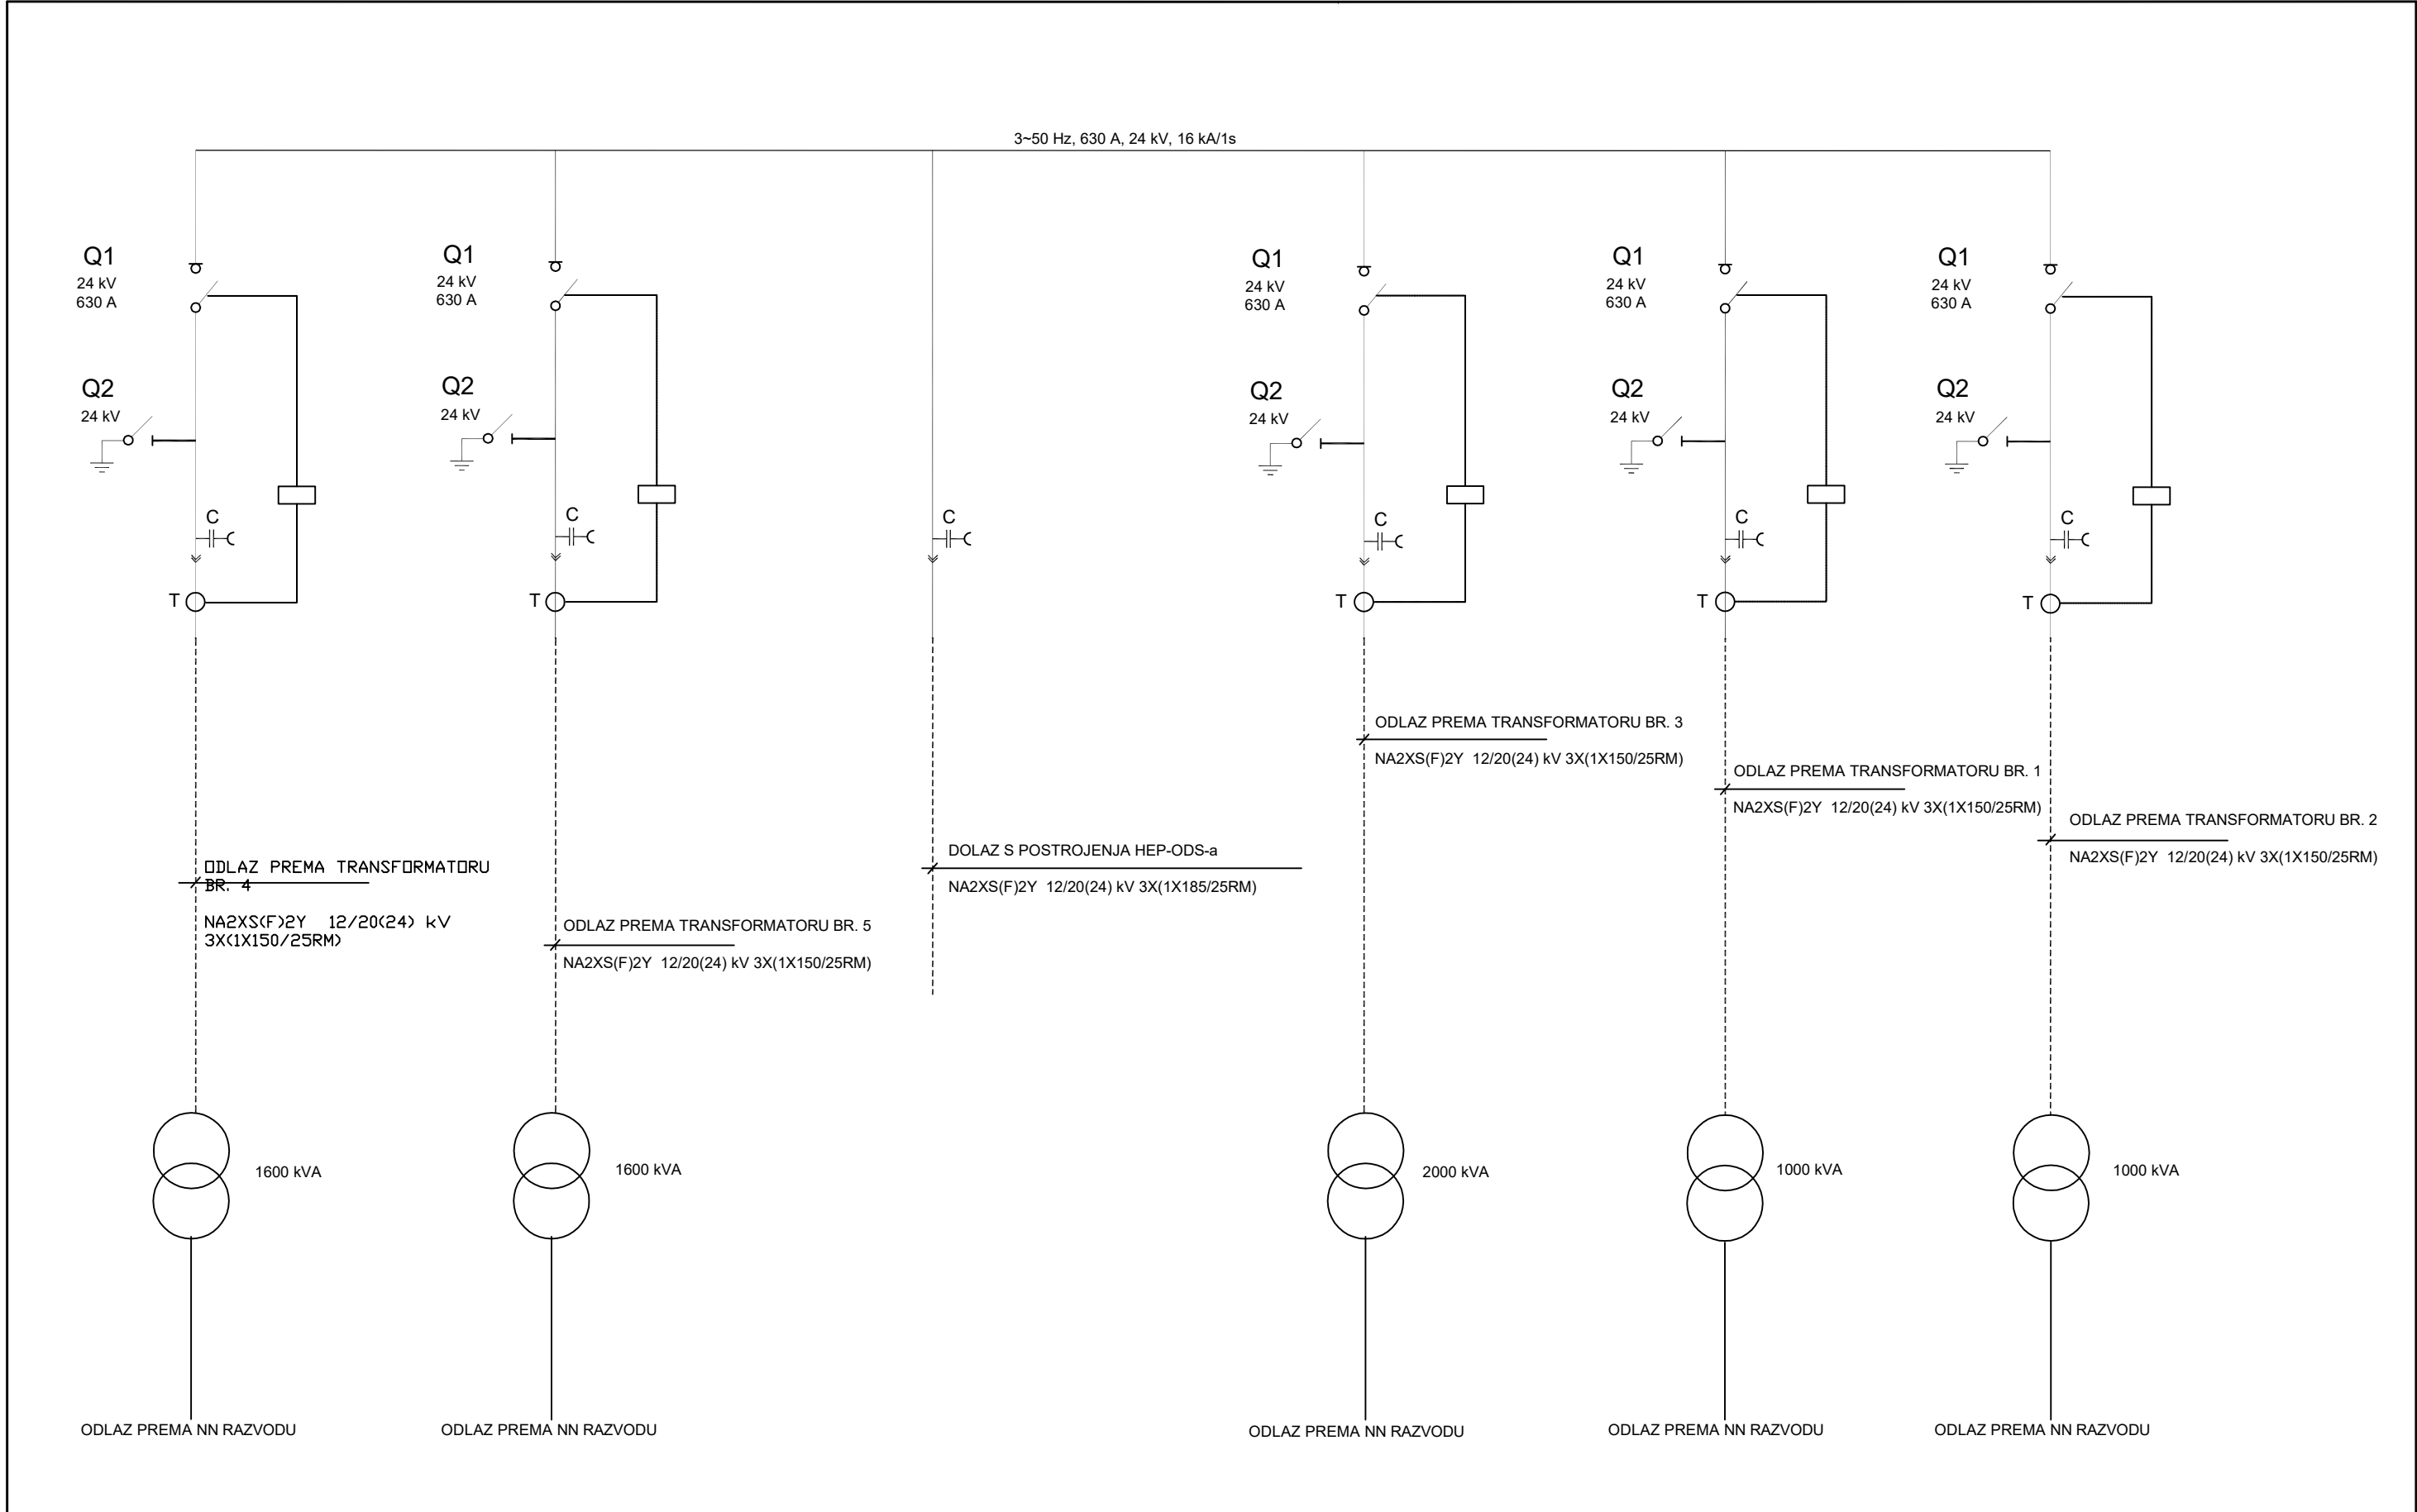 3~50 Hz, 630 A, 24 kV, 16 kA/1s
Q1
24 kV
630 A
Q2
24 kV
C
T
ODLAZ PREMA TRANSFORMATORU
BR. 4
NA2XS(F)2Y 12/20(24) kV
3X(1X150/25RM)
1600 kVA
ODLAZ PREMA NN RAZVODU
Q1
24 kV
630 A
Q2
24 kV
C
T
ODLAZ PREMA TRANSFORMATORU BR. 5
NA2XS(F)2Y 12/20(24) kV 3X(1X150/25RM)
1600 kVA
ODLAZ PREMA NN RAZVODU
C
DOLAZ S POSTROJENJA HEP-ODS-a
NA2XS(F)2Y 12/20(24) kV 3X(1X185/25RM)
Q1
24 kV
630 A
Q2
24 kV
C
T
ODLAZ PREMA TRANSFORMATORU BR. 3
NA2XS(F)2Y 12/20(24) kV 3X(1X150/25RM)
2000 kVA
ODLAZ PREMA NN RAZVODU
Q1
24 kV
630 A
Q2
24 kV
C
T
ODLAZ PREMA TRANSFORMATORU BR. 1
NA2XS(F)2Y 12/20(24) kV 3X(1X150/25RM)
1000 kVA
ODLAZ PREMA NN RAZVODU
Q1
24 kV
630 A
Q2
24 kV
C
T
ODLAZ PREMA TRANSFORMATORU BR. 2
NA2XS(F)2Y 12/20(24) kV 3X(1X150/25RM)
1000 kVA
ODLAZ PREMA NN RAZVODU